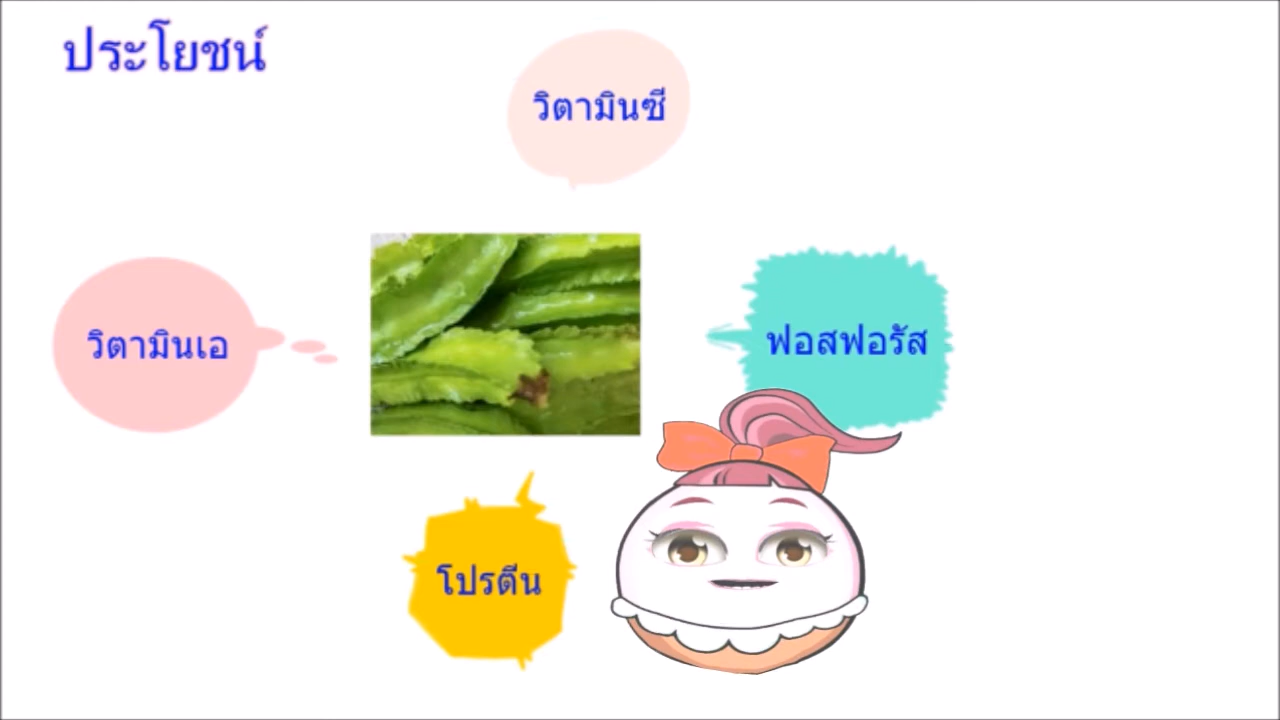 ประโยชน์
วิตามินซี
วิตามินเอ
ฟอสฟอรัส
โปรตีน